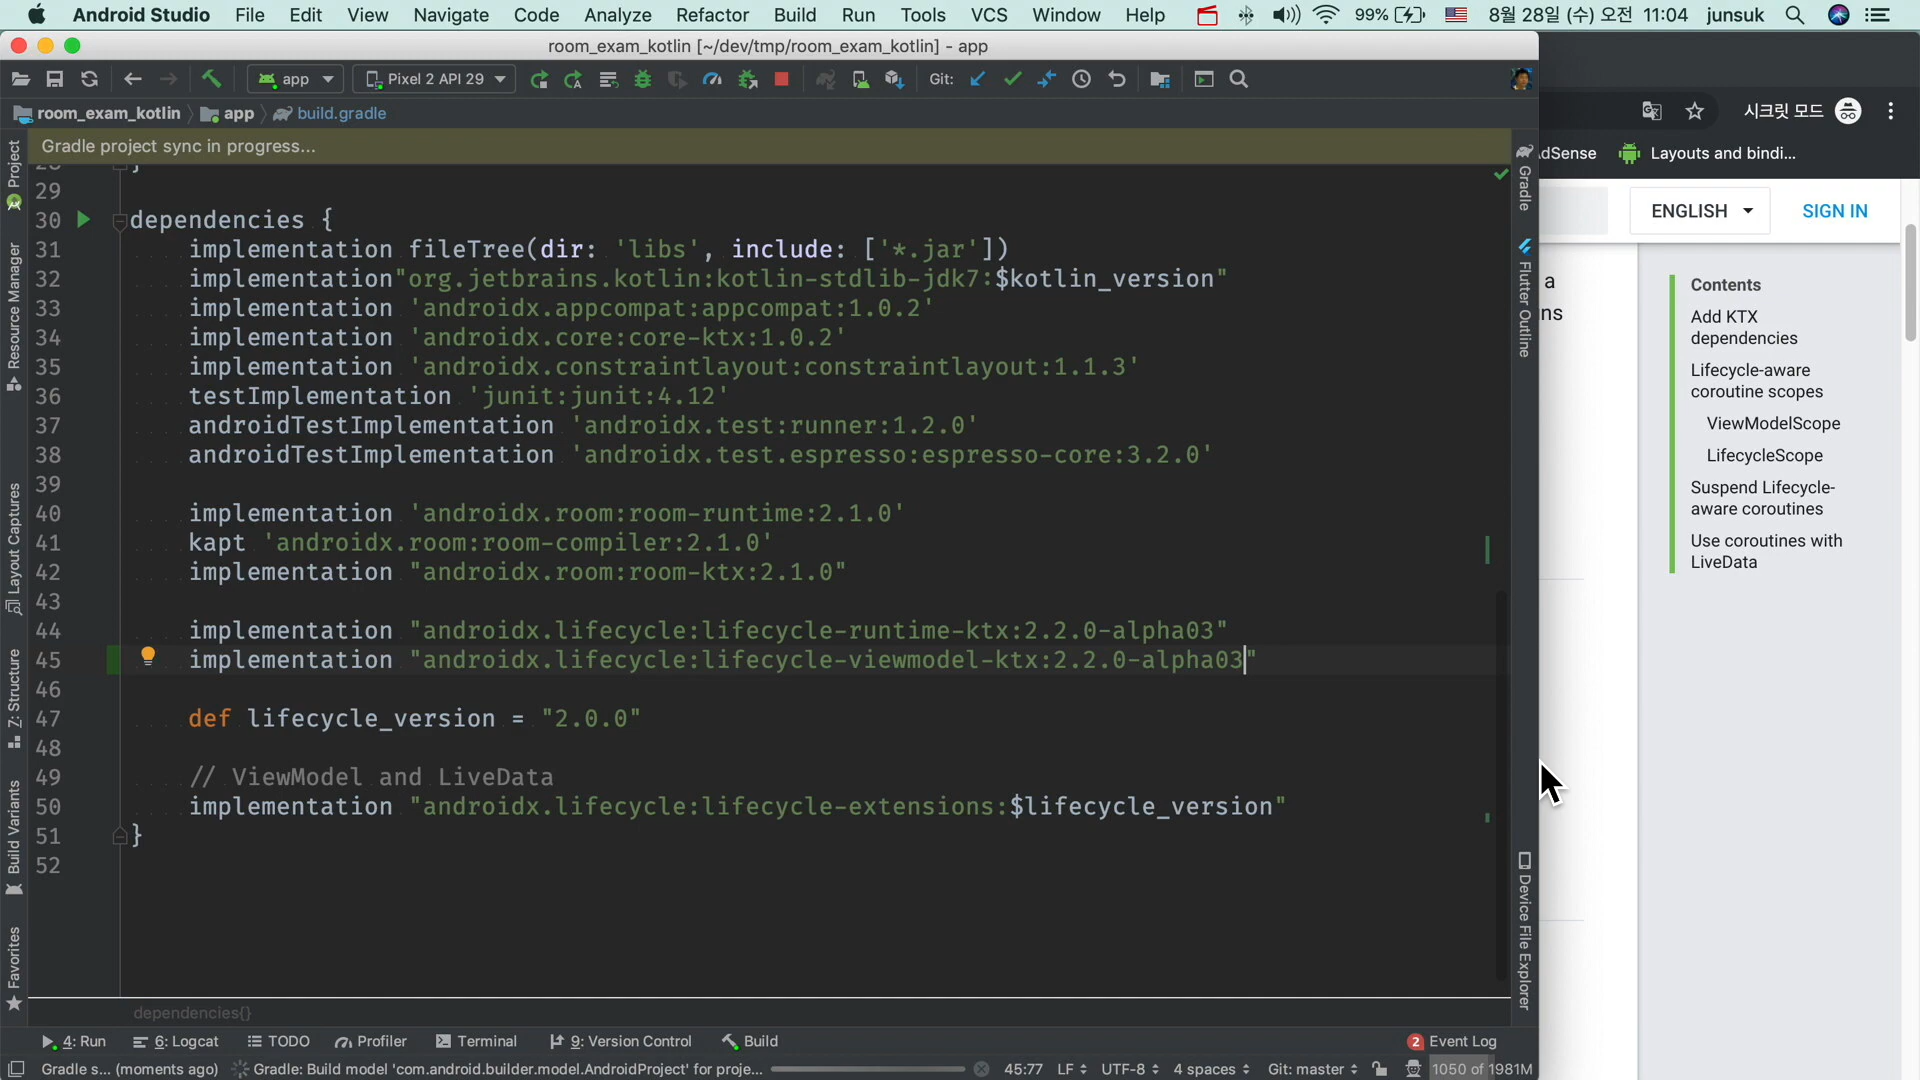 Android Studio File Edit View Navigate Code Analyze Refactor Build Run Tools VCS Window Help 99% 8월 28일 (수) 오전 11:04 junsuk
room_exam_kotlin [~/dev/tmp/room_exam_kotlin] - app
app Pixel 2 API 29 Git:
room_exam_kotlin app build.gradle
Gradle project sync in progress...
28 }
29
30 dependencies {
31 implementation fileTree(dir: 'libs', include: ['*.jar'])
32 implementation"org.jetbrains.kotlin:kotlin-stdlib-jdk7:$kotlin_version"
33 implementation 'androidx.appcompat:appcompat:1.0.2'
34 implementation 'androidx.core:core-ktx:1.0.2'
35 implementation 'androidx.constraintlayout:constraintlayout:1.1.3'
36 testImplementation 'junit:junit:4.12'
37 androidTestImplementation 'androidx.test:runner:1.2.0'
38 androidTestImplementation 'androidx.test.espresso:espresso-core:3.2.0'
39
40 implementation 'androidx.room:room-runtime:2.1.0'
41 kapt 'androidx.room:room-compiler:2.1.0'
42 implementation "androidx.room:room-ktx:2.1.0"
43
44 implementation "androidx.lifecycle:lifecycle-runtime-ktx:2.2.0-alpha03"
45 implementation "androidx.lifecycle:lifecycle-viewmodel-ktx:2.2.0-alpha03"
46
47 def lifecycle_version = "2.0.0"
48
49 // ViewModel and LiveData
50 implementation "androidx.lifecycle:lifecycle-extensions:$lifecycle_version"
51 }
52
dependencies{}
Project
Resource Manager
Layout Captures
Z: Structure
Build Variants
Favorites
Gradle
Flutter Outline
Device File Explorer
4: Run 6: Logcat TODO Profiler Terminal 9: Version Control Build 2 Event Log
Gradle s... (moments ago) Gradle: Build model 'com.android.builder.model.AndroidProject' for proje... 45:77 LF UTF-8 4 spaces Git: master 1050 of 1981M
시크릿 모드
dSense Layouts and bindi...
ENGLISH SIGN IN
a
ns
Contents
Add KTX
dependencies
Lifecycle-aware
coroutine scopes
ViewModelScope
LifecycleScope
Suspend Lifecycle-
aware coroutines
Use coroutines with
LiveData